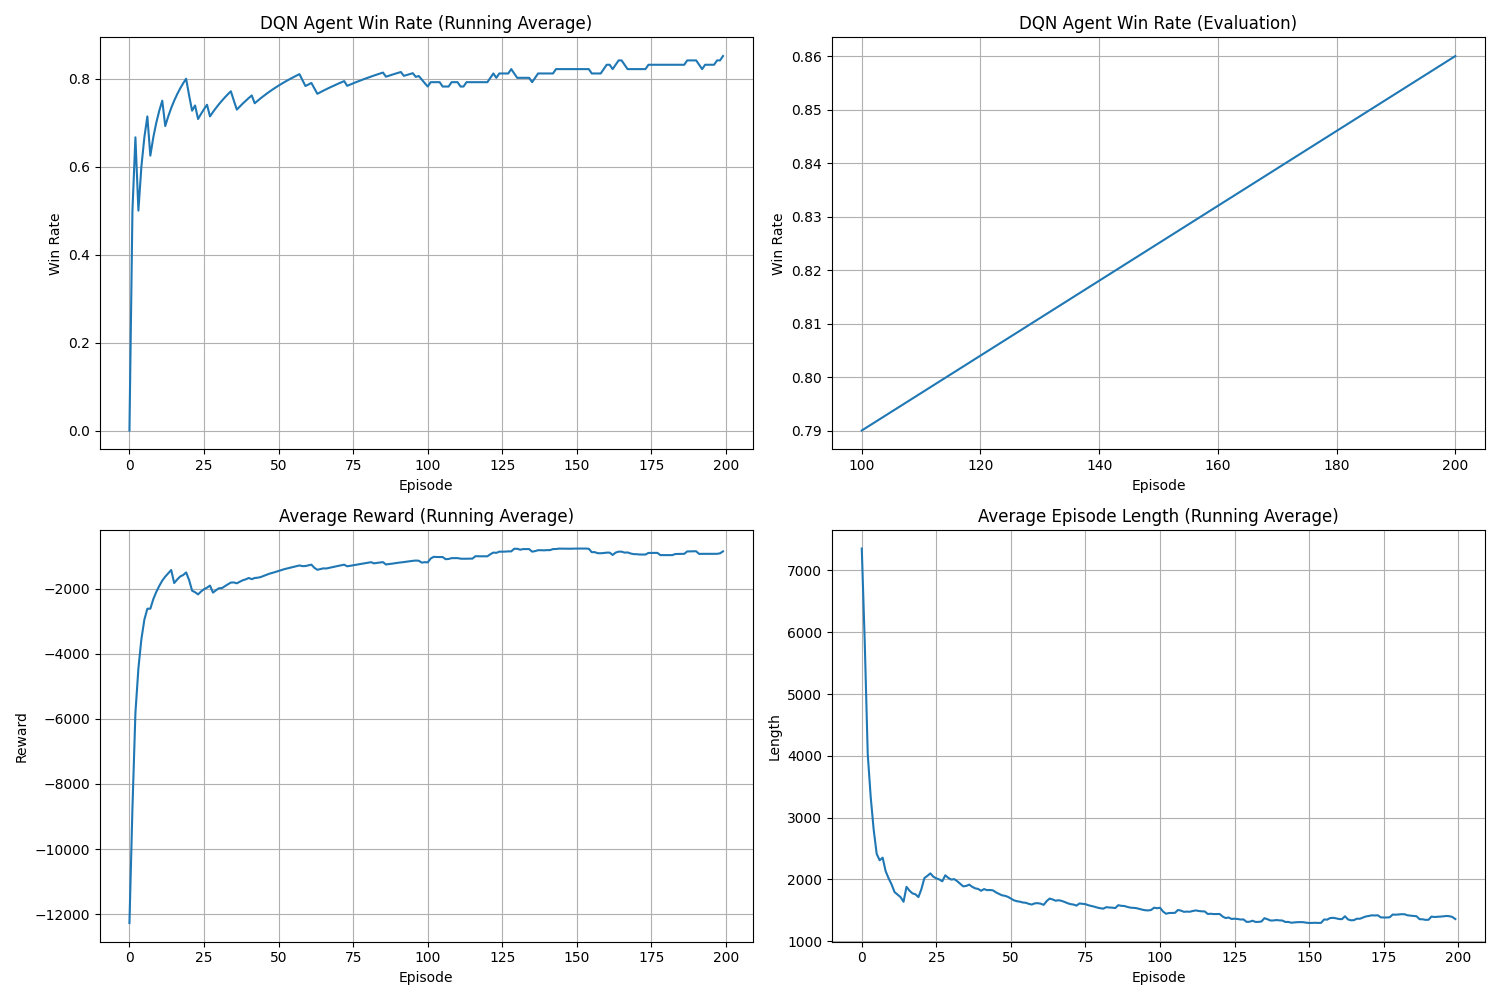 DQN Agent Win Rate (Running Average)
Win Rate
0.8
0.6
0.4
0.2
0.0
0 25 50 75 100 125 150 175 200
Episode
DQN Agent Win Rate (Evaluation)
Win Rate
0.86
0.85
0.84
0.83
0.82
0.81
0.80
0.79
100 120 140 160 180 200
Episode
Average Reward (Running Average)
Reward
−2000
−4000
−6000
−8000
−10000
−12000
0 25 50 75 100 125 150 175 200
Episode
Average Episode Length (Running Average)
Length
7000
6000
5000
4000
3000
2000
1000
0 25 50 75 100 125 150 175 200
Episode